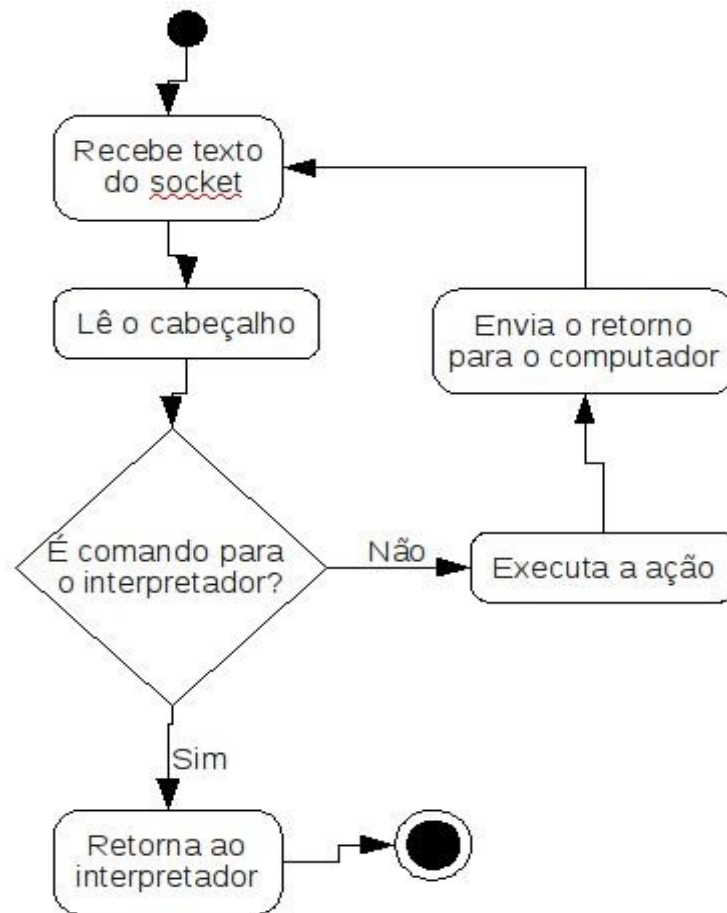 Recebe texto
do socket
Lê o cabeçalho
Envia o retorno
para o computador
É comando para
o interpretador?
Não
Executa a ação
Sim
Retorna ao
interpretador